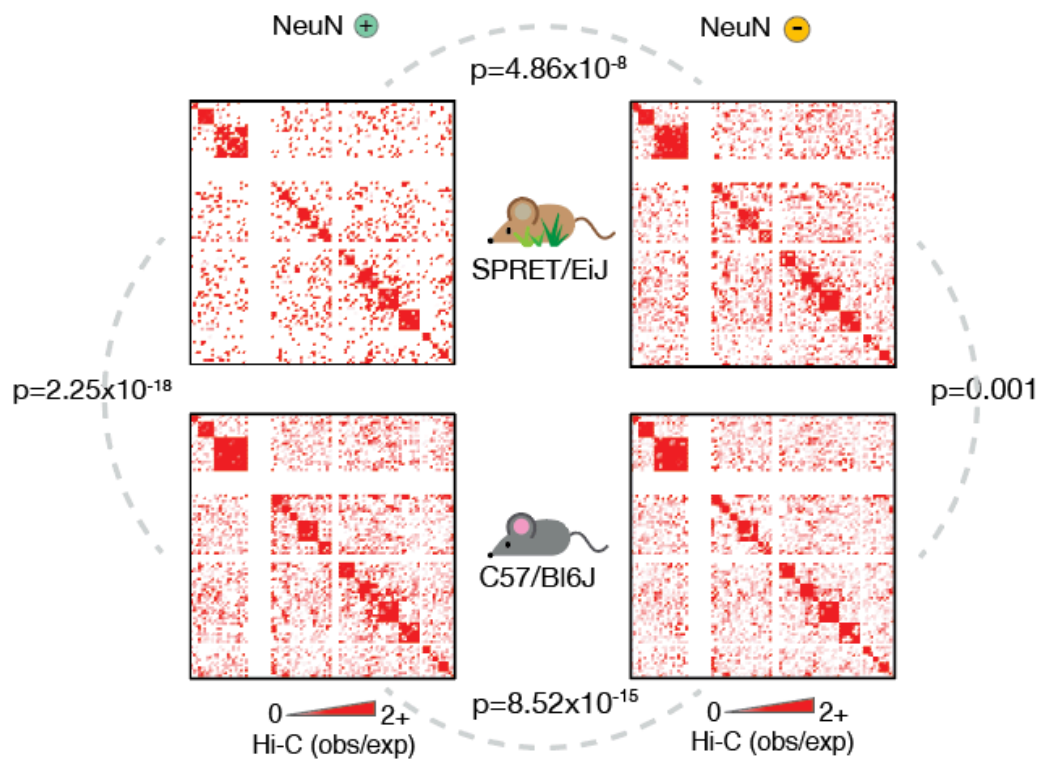 NeuN +
NeuN -
p=4.86x10-8
SPRET/EiJ
p=2.25x10-18
p=0.001
C57/Bl6J
p=8.52x10-15
0 2+
Hi-C (obs/exp)
0 2+
Hi-C (obs/exp)